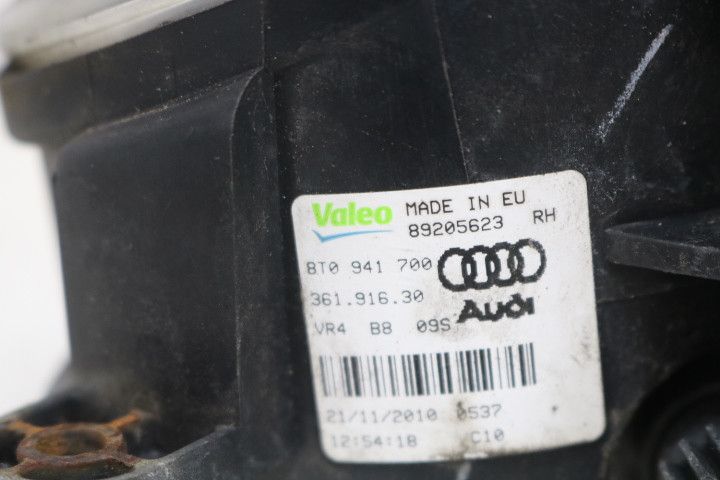 Valeo MADE IN EU
89205623 RH
8T0 941 700
361.916.30
Audi
VR4 B8 09S
21/11/2010 0537
12:54:18 C10